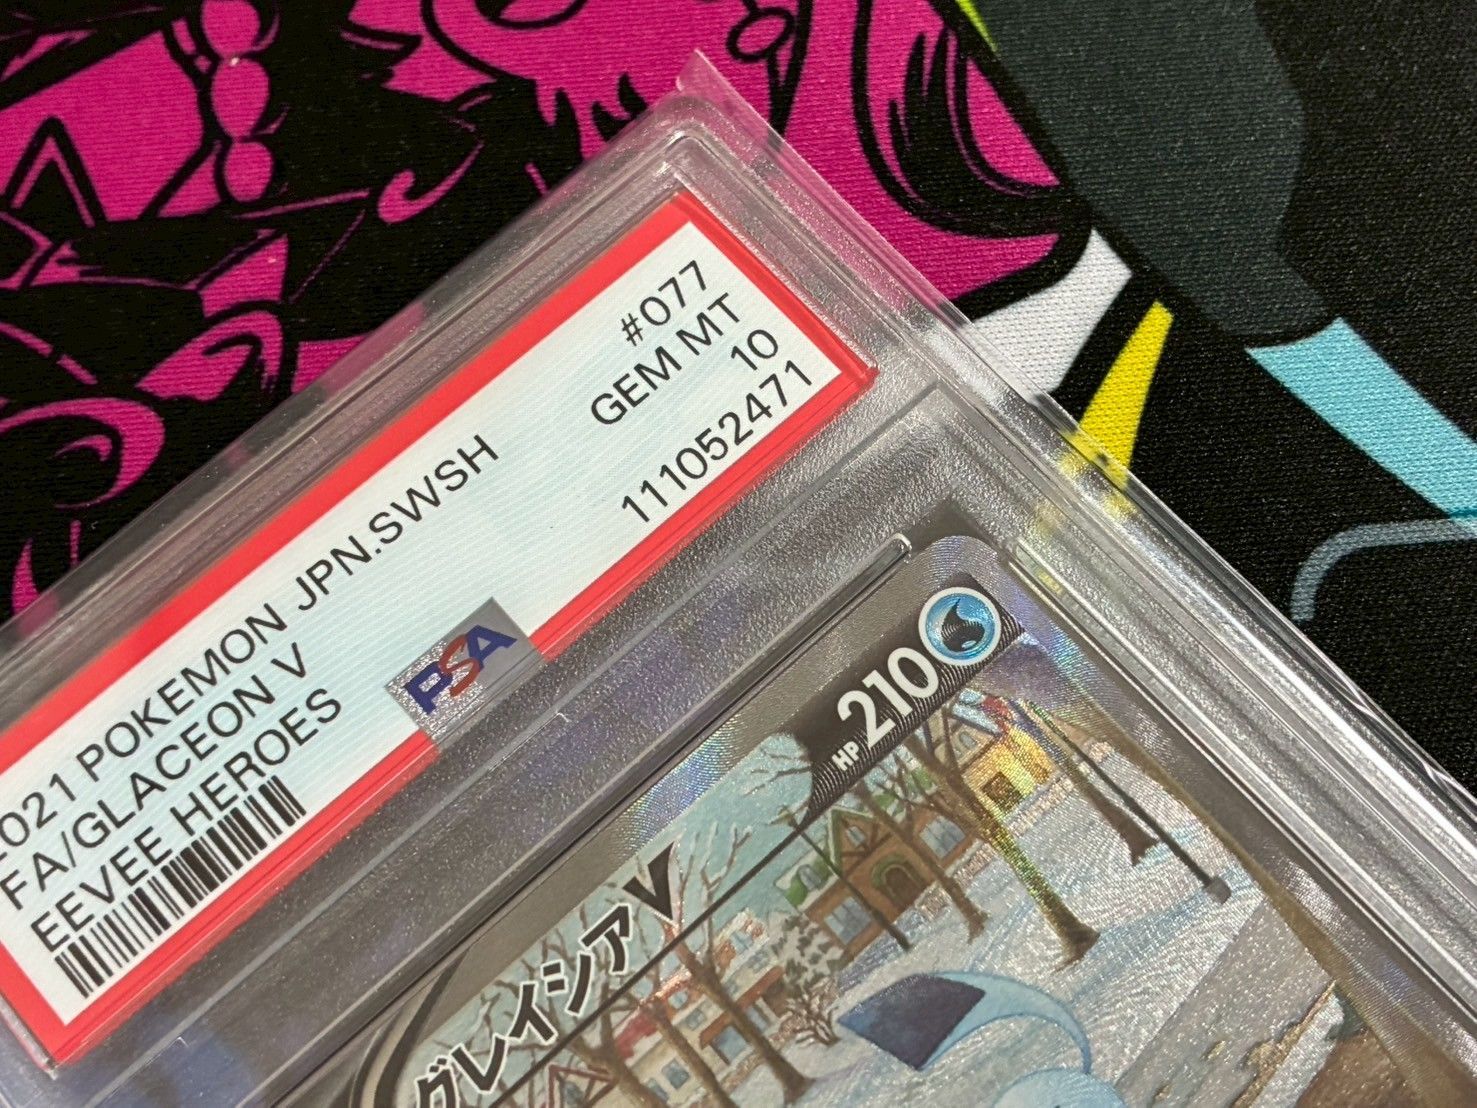 2021 POKEMON JPN.SWSH
FA/GLACEON V
EEVEE HEROES
#077
GEM MT
10
111052471
PSA
グレイシアV
HP 210